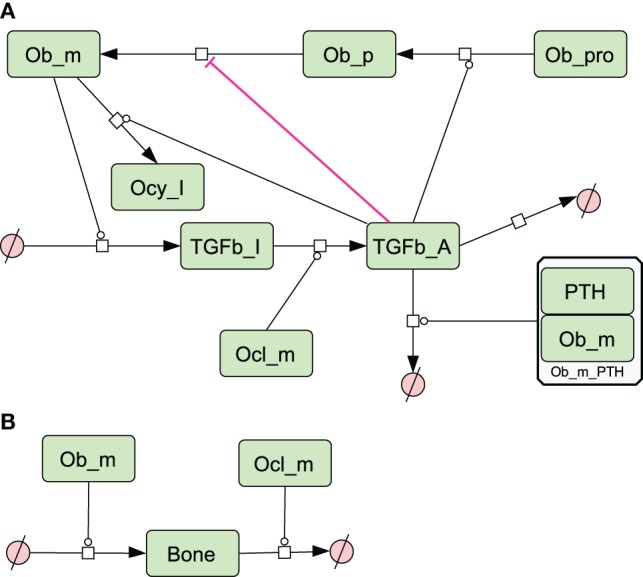 A
Ob_m
Ob_p
Ob_pro
Ocy_I
TGFb_I
TGFb_A
PTH
Ob_m
Ob_m_PTH
Ocl_m
B
Ob_m
Ocl_m
Bone